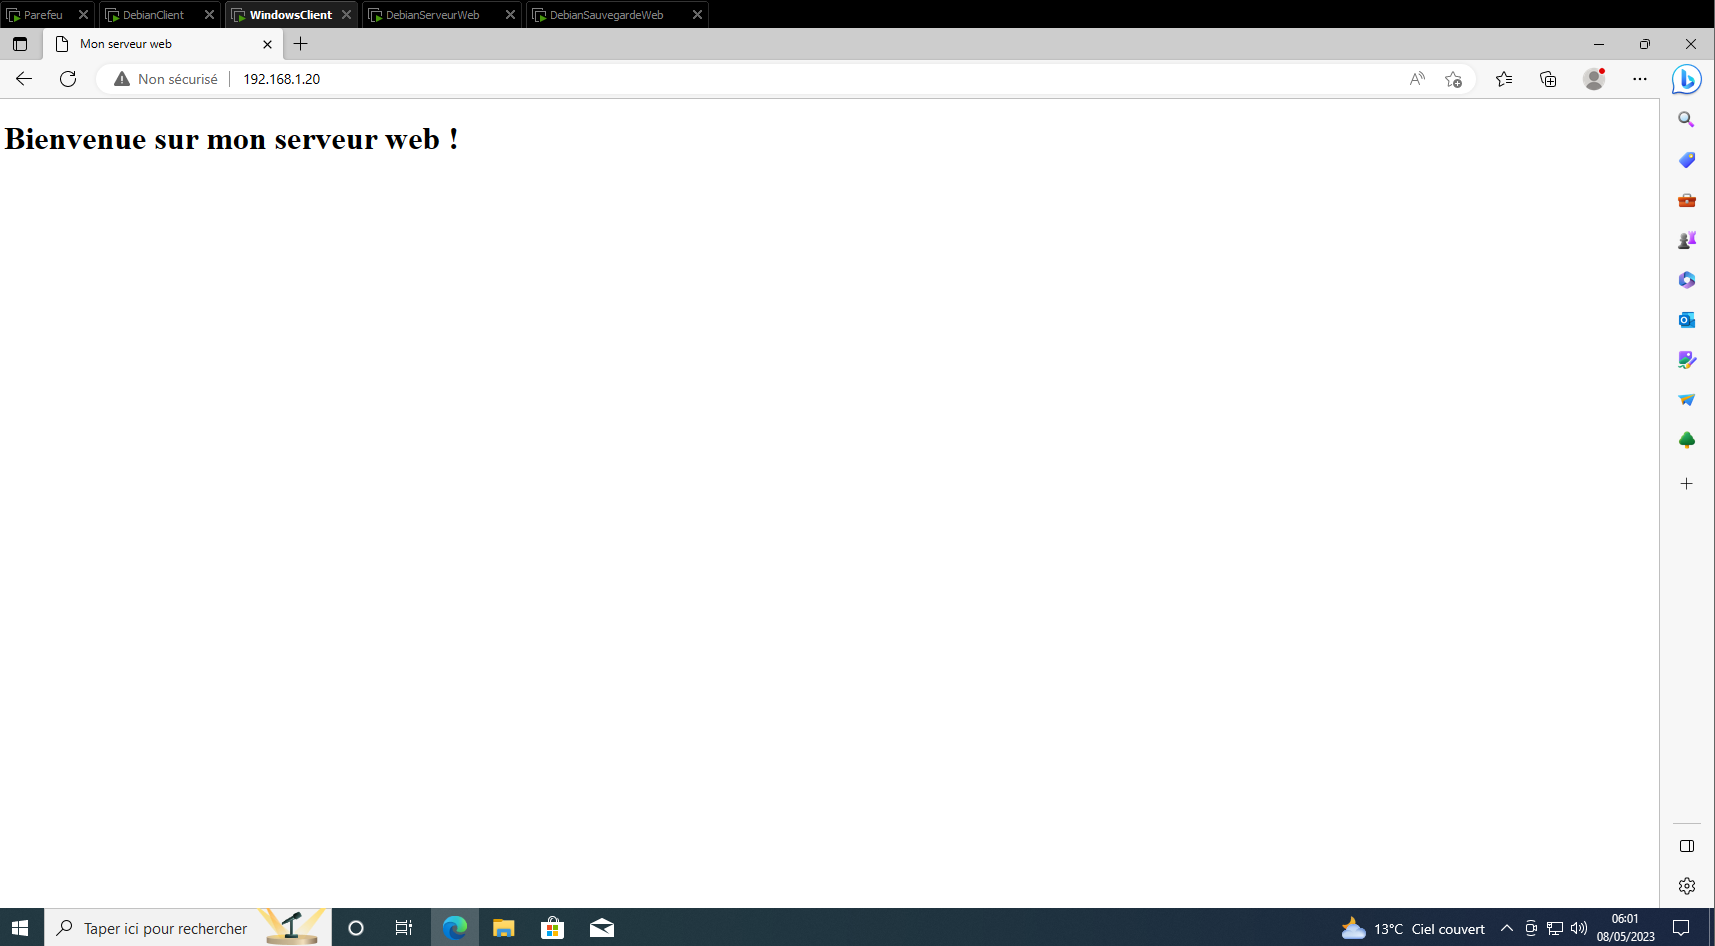 Parefeu DebianClient WindowsClient DebianServeurWeb DebianSauvegardeWeb
Mon serveur web
Non sécurisé 192.168.1.20
Bienvenue sur mon serveur web !
Taper ici pour rechercher
13°C Ciel couvert
06:01
08/05/2023